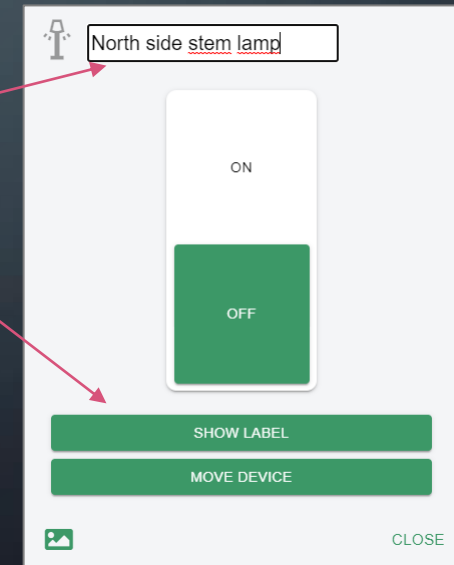 North side stem lamp
ON
OFF
SHOW LABEL
MOVE DEVICE
CLOSE